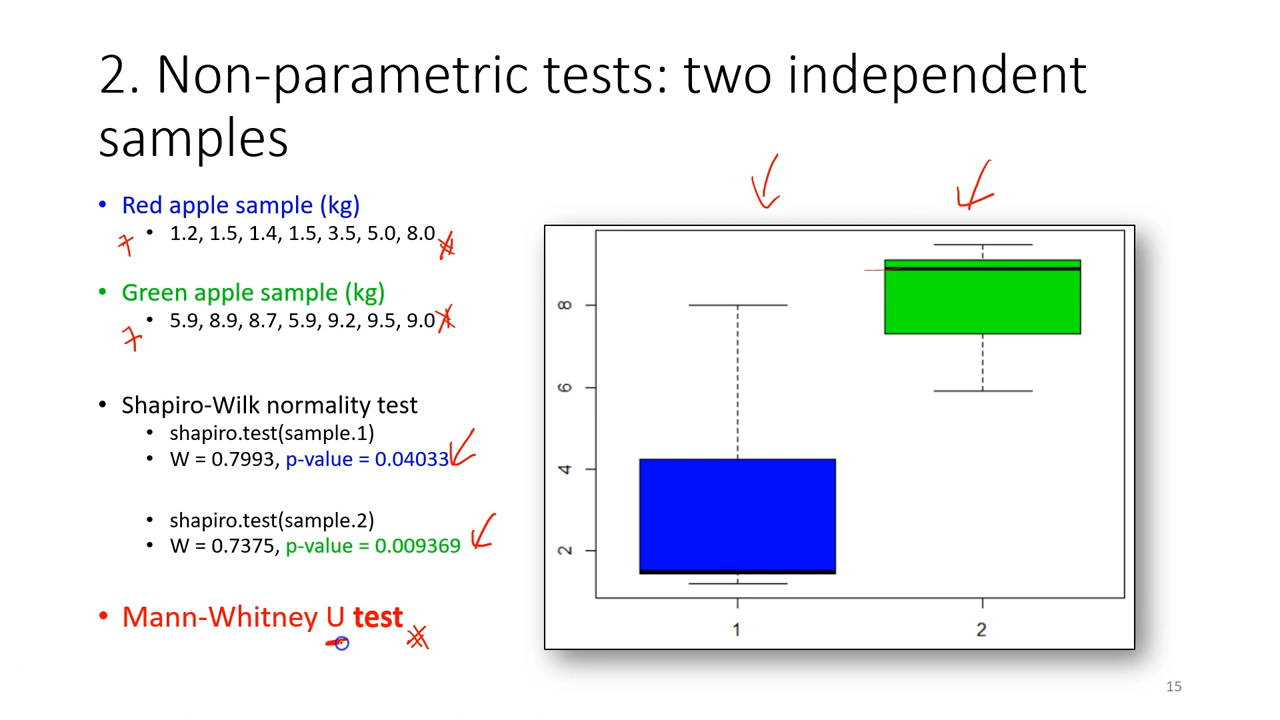 2. Non-parametric tests: two independent
samples
• Red apple sample (kg)
• 1.2, 1.5, 1.4, 1.5, 3.5, 5.0, 8.0
7
• Green apple sample (kg)
• 5.9, 8.9, 8.7, 5.9, 9.2, 9.5, 9.0
7
• Shapiro-Wilk normality test
• shapiro.test(sample.1)
• W = 0.7993, p-value = 0.04033
• shapiro.test(sample.2)
• W = 0.7375, p-value = 0.009369
• Mann-Whitney U test
8
6
4
2
1
2
15